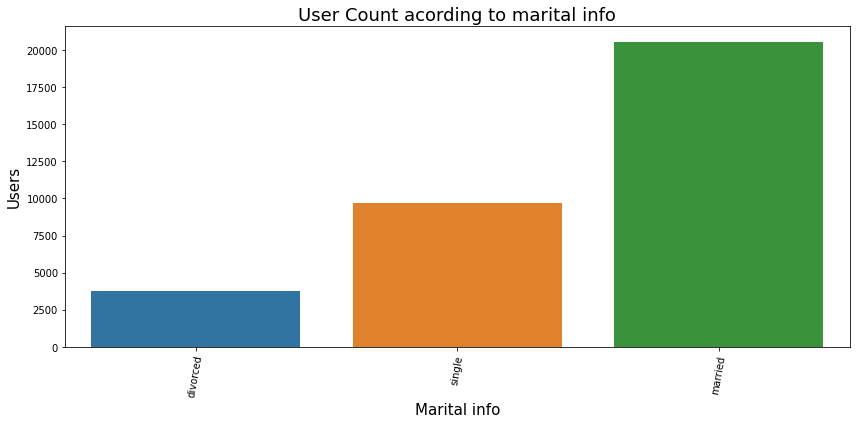 User Count acording to marital info
Users
20000
17500
15000
12500
10000
7500
5000
2500
0
divorced
single
married
Marital info